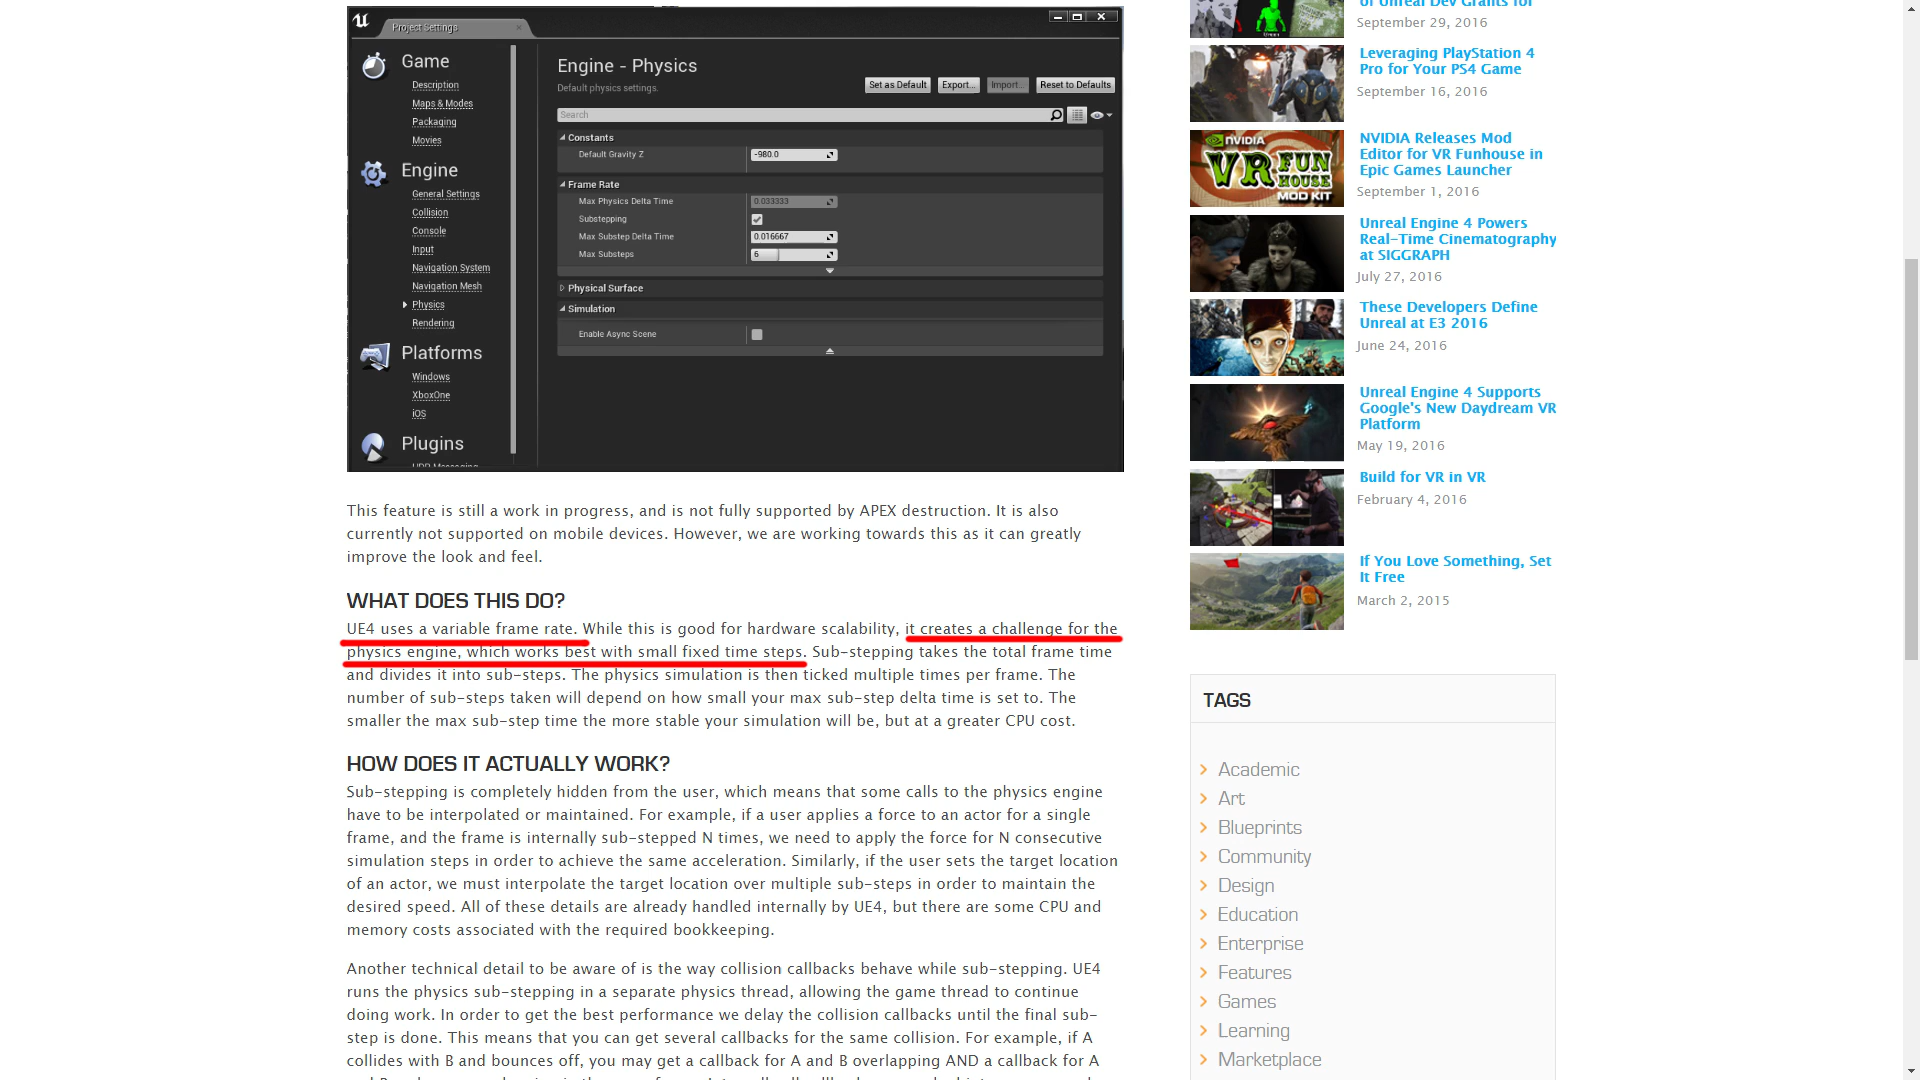 Project Settings
Game
Description
Maps & Modes
Packaging
Movies
Engine
General Settings
Collision
Console
Input
Navigation System
Navigation Mesh
Physics
Rendering
Platforms
Windows
XboxOne
iOS
Plugins
Engine - Physics
Default physics settings.
Set as Default
Export...
Import...
Reset to Defaults
Search
Constants
Default Gravity Z
-980.0
Frame Rate
Max Physics Delta Time
0.033333
Substepping
Max Substep Delta Time
0.016667
Max Substeps
6
Physical Surface
Simulation
Enable Async Scene
This feature is still a work in progress, and is not fully supported by APEX destruction. It is also
currently not supported on mobile devices. However, we are working towards this as it can greatly
improve the look and feel.
WHAT DOES THIS DO?
UE4 uses a variable frame rate. While this is good for hardware scalability, it creates a challenge for the
physics engine, which works best with small fixed time steps. Sub-stepping takes the total frame time
and divides it into sub-steps. The physics simulation is then ticked multiple times per frame. The
number of sub-steps taken will depend on how small your max sub-step delta time is set to. The
smaller the max sub-step time the more stable your simulation will be, but at a greater CPU cost.
HOW DOES IT ACTUALLY WORK?
Sub-stepping is completely hidden from the user, which means that some calls to the physics engine
have to be interpolated or maintained. For example, if a user applies a force to an actor for a single
frame, and the frame is internally sub-stepped N times, we need to apply the force for N consecutive
simulation steps in order to achieve the same acceleration. Similarly, if the user sets the target location
of an actor, we must interpolate the target location over multiple sub-steps in order to maintain the
desired speed. All of these details are already handled internally by UE4, but there are some CPU and
memory costs associated with the required bookkeeping.
Another technical detail to be aware of is the way collision callbacks behave while sub-stepping. UE4
runs the physics sub-stepping in a separate physics thread, allowing the game thread to continue
doing work. In order to get the best performance we delay the collision callbacks until the final sub-
step is done. This means that you can get several callbacks for the same collision. For example, if A
collides with B and bounces off, you may get a callback for A and B overlapping AND a callback for A
of Unreal Dev Grants for
September 29, 2016
Leveraging PlayStation 4
Pro for Your PS4 Game
September 16, 2016
NVIDIA
VR FUN
HOUSE
MOD KIT
NVIDIA Releases Mod
Editor for VR Funhouse in
Epic Games Launcher
September 1, 2016
Unreal Engine 4 Powers
Real-Time Cinematography
at SIGGRAPH
July 27, 2016
These Developers Define
Unreal at E3 2016
June 24, 2016
Unreal Engine 4 Supports
Google's New Daydream VR
Platform
May 19, 2016
Build for VR in VR
February 4, 2016
If You Love Something, Set
It Free
March 2, 2015
TAGS
Academic
Art
Blueprints
Community
Design
Education
Enterprise
Features
Games
Learning
Marketplace